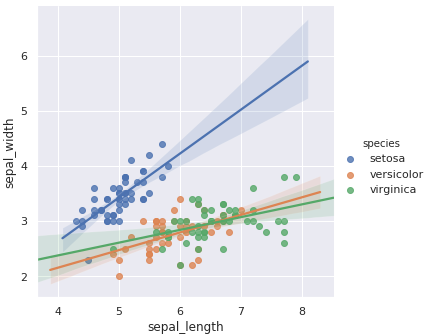 6
5
4
3
2
sepal_width
4
5
6
7
8
sepal_length
species
setosa
versicolor
virginica